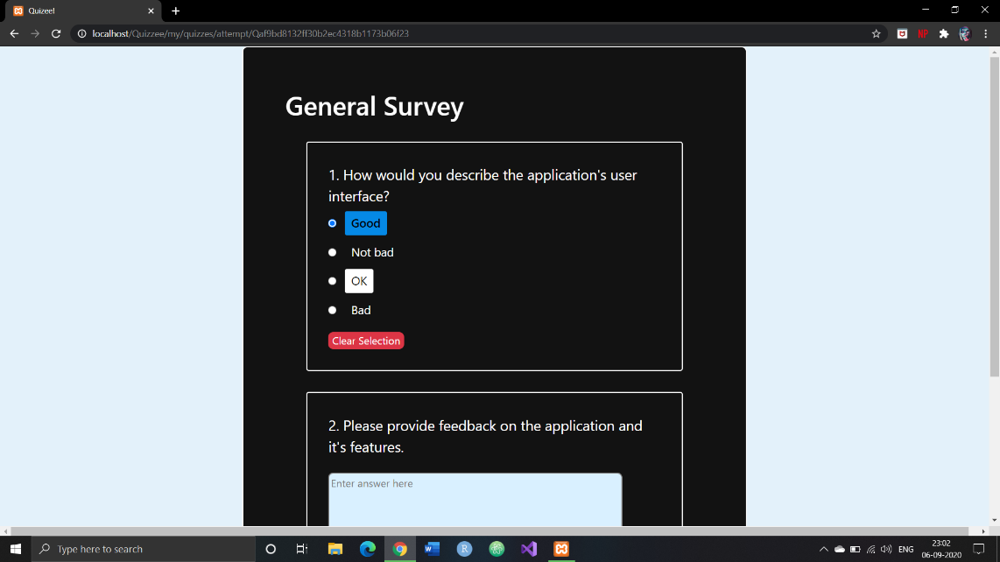 Quizee!
localhost/Quizzee/my/quizzes/attempt/Qaf9bd8132ff30b2ec4318b1173b06f23
NP
General Survey
1. How would you describe the application's user
interface?
Good
Not bad
OK
Bad
Clear Selection
2. Please provide feedback on the application and
it's features.
Enter answer here
Type here to search
W
R
ENG
23:02
06-09-2020